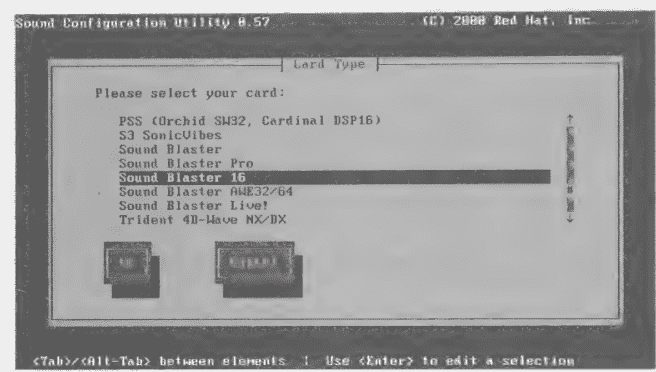 Sound Configuration Utility 0.57 (C) 2000 Red Hat, Inc.
Card Type
Please select your card:
PSS (Orchid SW32, Cardinal DSP16)
S3 SonicVibes
Sound Blaster
Sound Blaster Pro
Sound Blaster 16
Sound Blaster AWE32/64
Sound Blaster Live!
Trident 4D-Wave NX/DX
<Tab>/<Alt-Tab> between elements | Use <Enter> to edit a selection